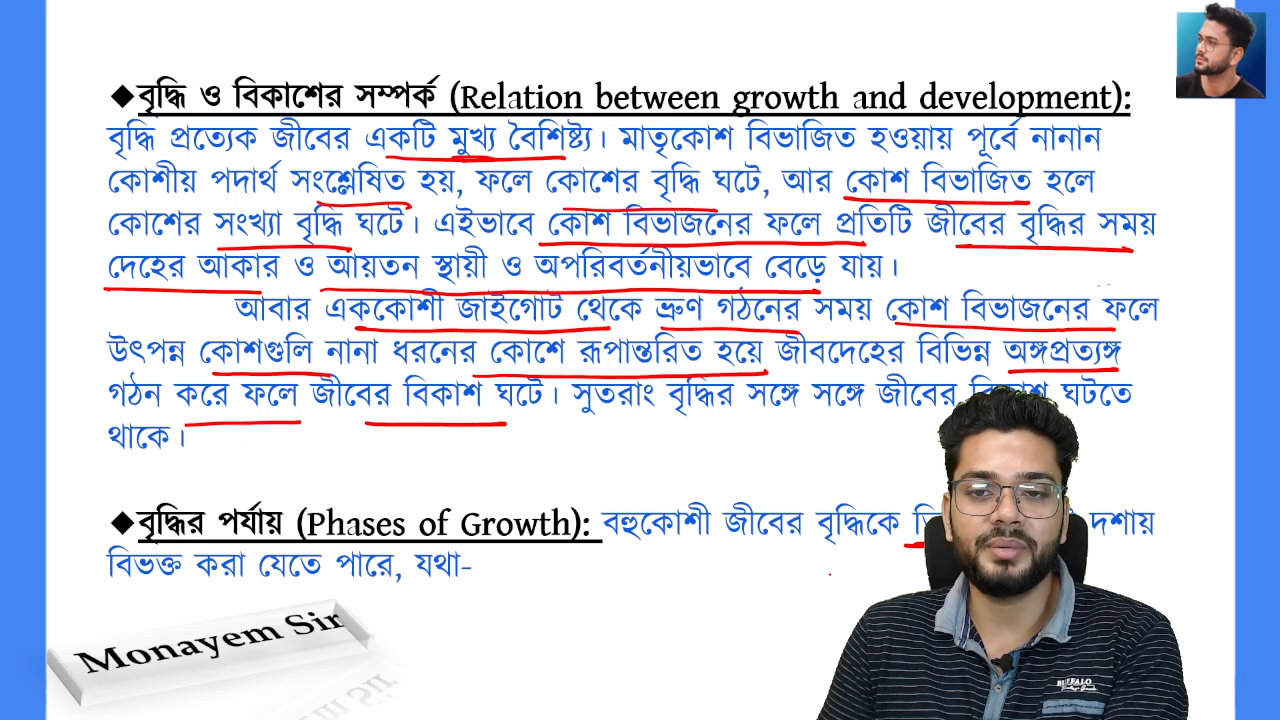 ◆বৃদ্ধি ও বিকাশের সম্পর্ক (Relation between growth and development):
বৃদ্ধি প্রত্যেক জীবের একটি মুখ্য বৈশিষ্ট্য। মাতৃকোশ বিভাজিত হওয়ায় পূর্বে নানান
কোশীয় পদার্থ সংশ্লেষিত হয়, ফলে কোশের বৃদ্ধি ঘটে, আর কোশ বিভাজিত হলে
কোশের সংখ্যা বৃদ্ধি ঘটে। এইভাবে কোশ বিভাজনের ফলে প্রতিটি জীবের বৃদ্ধির সময়
দেহের আকার ও আয়তন স্থায়ী ও অপরিবর্তনীয়ভাবে বেড়ে যায়।
আবার এককোশী জাইগোট থেকে ভ্রুণ গঠনের সময় কোশ বিভাজনের ফলে
উৎপন্ন কোশগুলি নানা ধরনের কোশে রূপান্তরিত হয়ে জীবদেহের বিভিন্ন অঙ্গপ্রত্যঙ্গ
গঠন করে ফলে জীবের বিকাশ ঘটে। সুতরাং বৃদ্ধির সঙ্গে সঙ্গে জীবের ঘটতে
থাকে।
◆বৃদ্ধির পর্যায় (Phases of Growth): বহুকোশী জীবের বৃদ্ধিকে দশায়
বিভক্ত করা যেতে পারে, যথা-
Monayem Sir
BUFFALO